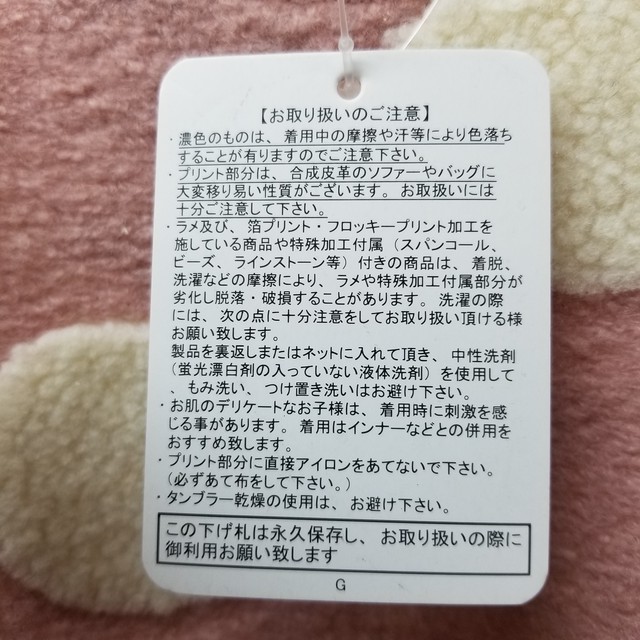 【お取り扱いのご注意】
・濃色のものは、着用中の摩擦や汗等により色落ち
することが有りますのでご注意下さい。
・プリント部分は、合成皮革のソファーやバッグに
大変移り易い性質がございます。お取扱いには
十分ご注意して下さい。
・ラメ及び、箔プリント・フロッキープリント加工を
施している商品や特殊加工付属（スパンコール、
ビーズ、ラインストーン等）付きの商品は、着脱、
洗濯などの摩擦により、ラメや特殊加工付属部分が
劣化し脱落・破損することがあります。洗濯の際
には、次の点に十分注意をしてお取り扱い頂ける様
お願い致します。
製品を裏返しまたはネットに入れて頂き、中性洗剤
（蛍光漂白剤の入っていない液体洗剤）を使用して
、もみ洗い、つけ置き洗いはお避け下さい。
・お肌のデリケートなお子様は、着用時に刺激を感
じる事があります。着用はインナーなどとの併用を
おすすめ致します。
・プリント部分に直接アイロンをあてないで下さい。
（必ずあて布をして下さい。）
・タンブラー乾燥の使用は、お避け下さい。
この下げ札は永久保存し、お取り扱いの際に
御利用お願い致します
G